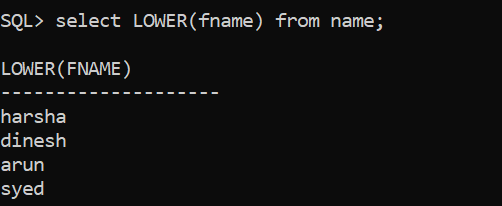 SQL> select LOWER(fname) from name;
LOWER(FNAME)
--------------------
harsha
dinesh
arun
syed